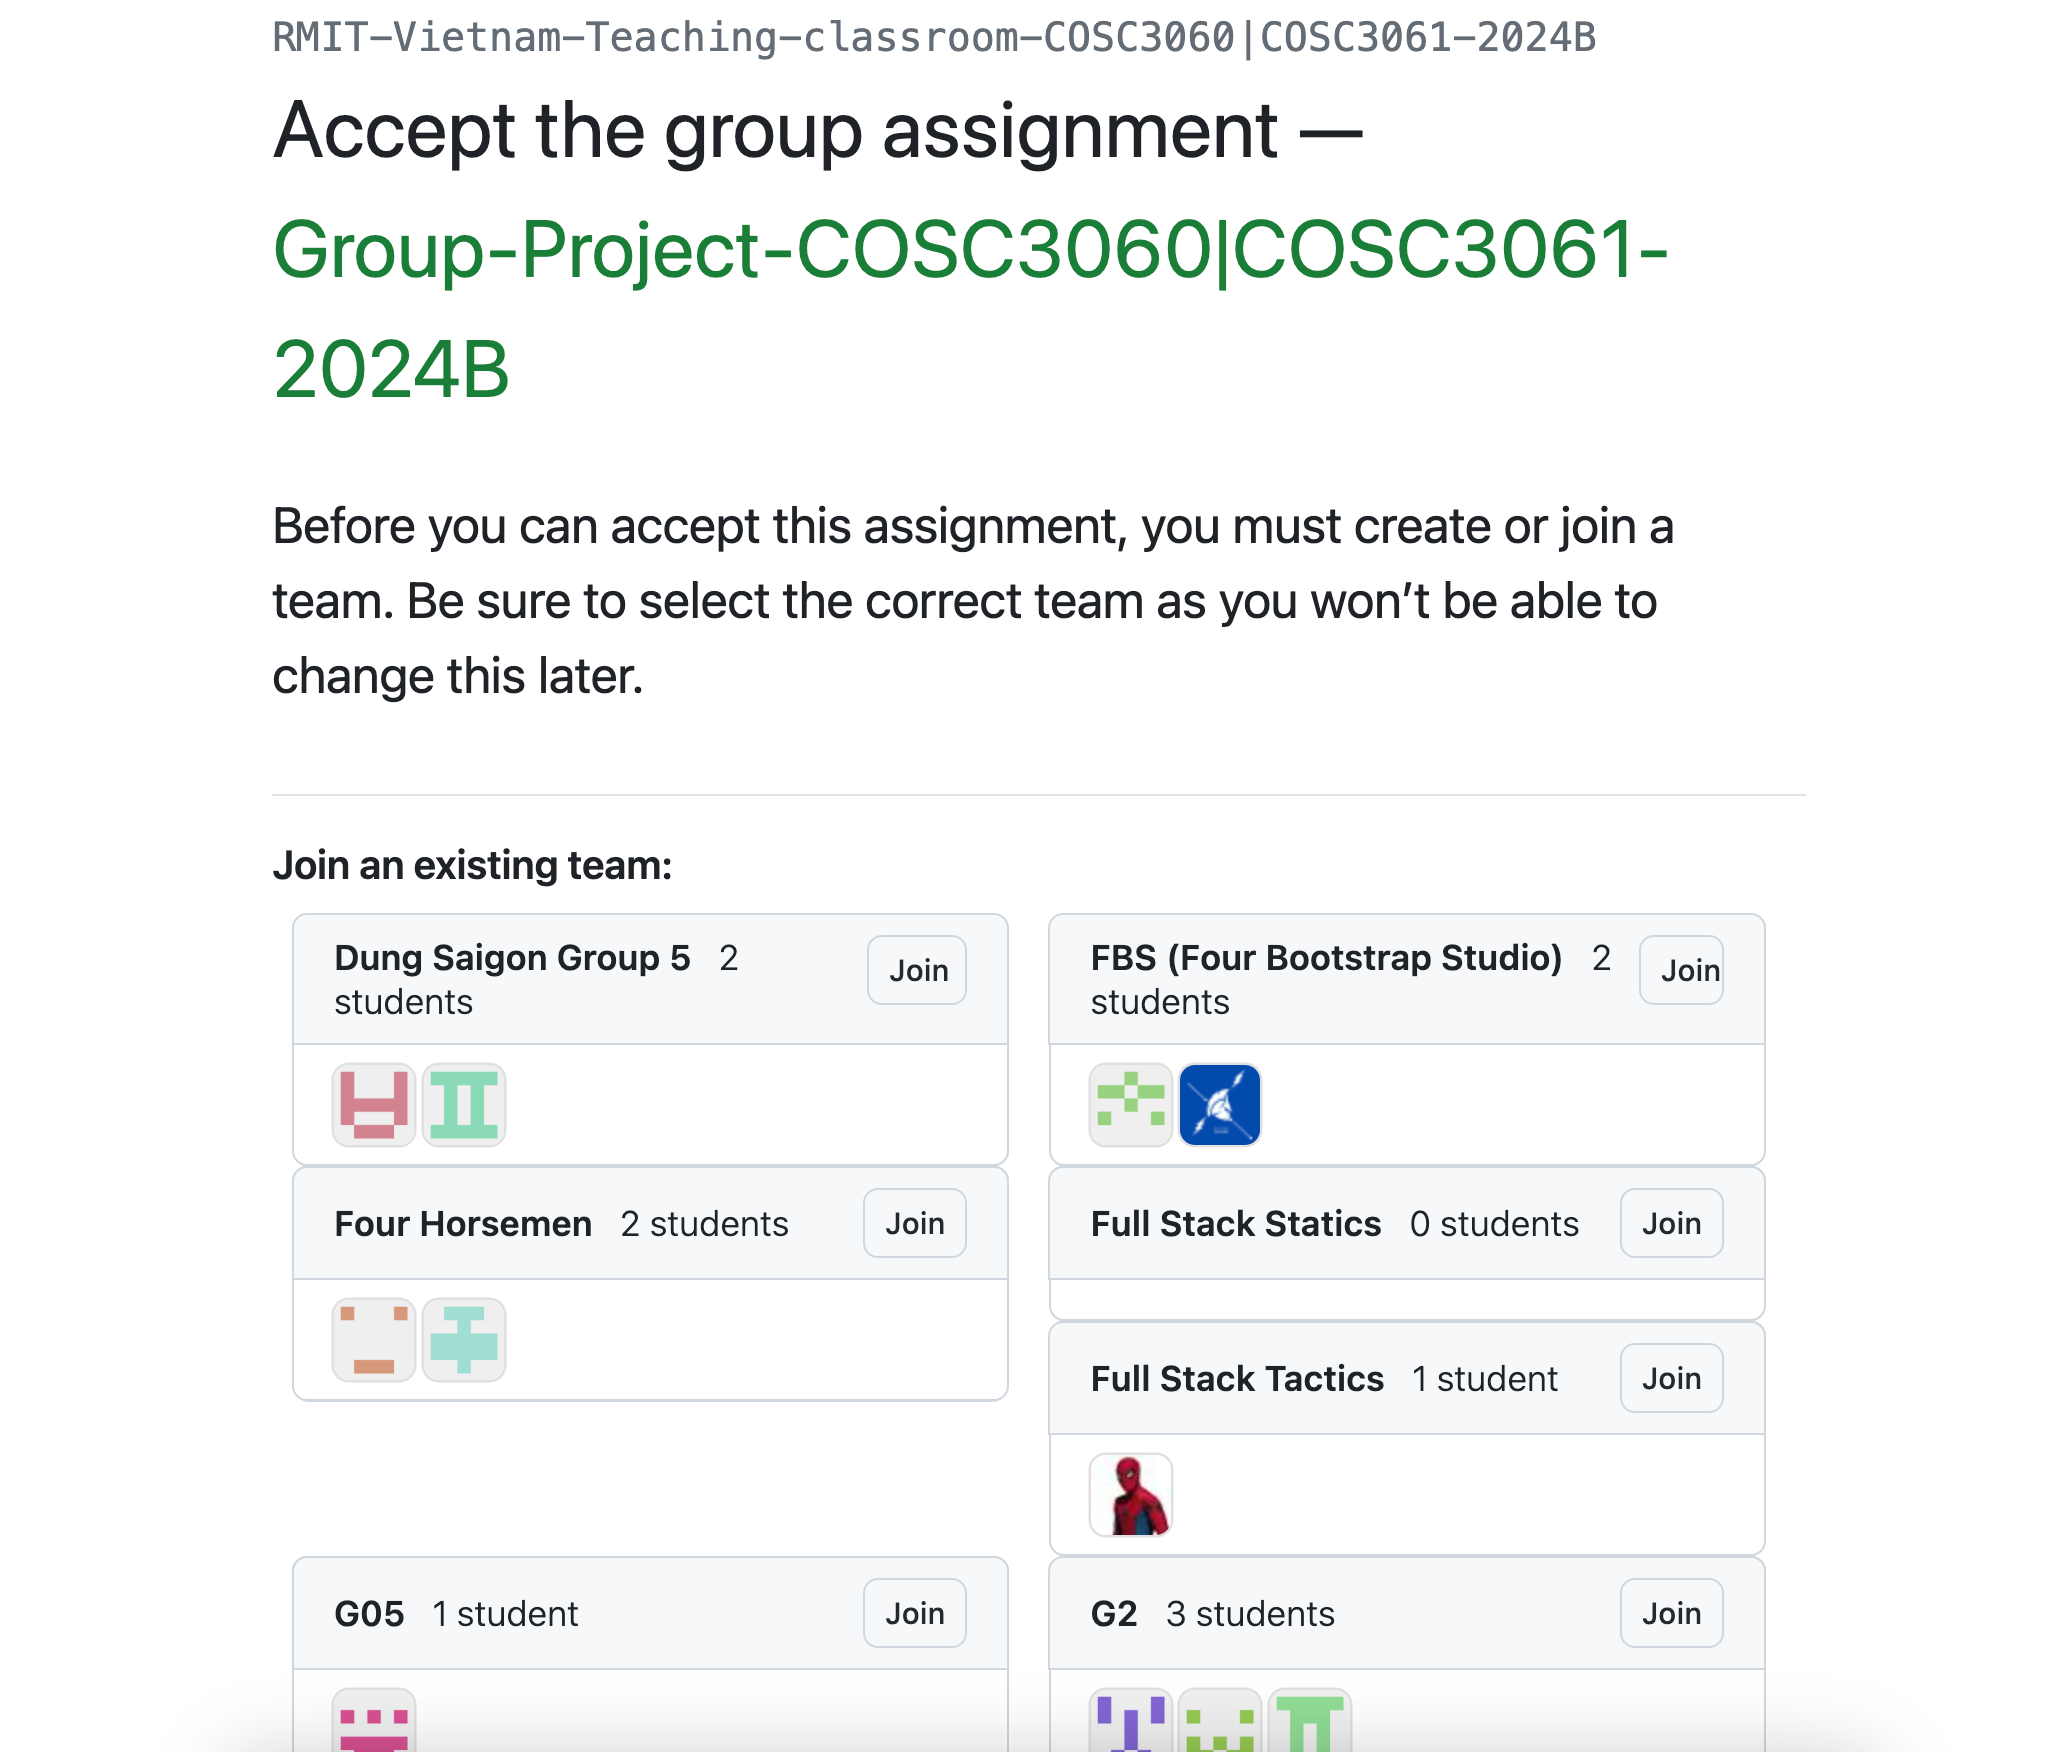 RMIT-Vietnam-Teaching-classroom-COSC3060|COSC3061-2024B
Accept the group assignment —
Group-Project-COSC3060|COSC3061-
2024B
Before you can accept this assignment, you must create or join a
team. Be sure to select the correct team as you won’t be able to
change this later.
Join an existing team:
Dung Saigon Group 5 2
students
Join
FBS (Four Bootstrap Studio) 2
students
Join
Four Horsemen 2 students
Join
Full Stack Statics 0 students
Join
Full Stack Tactics 1 student
Join
G05 1 student
Join
G2 3 students
Join